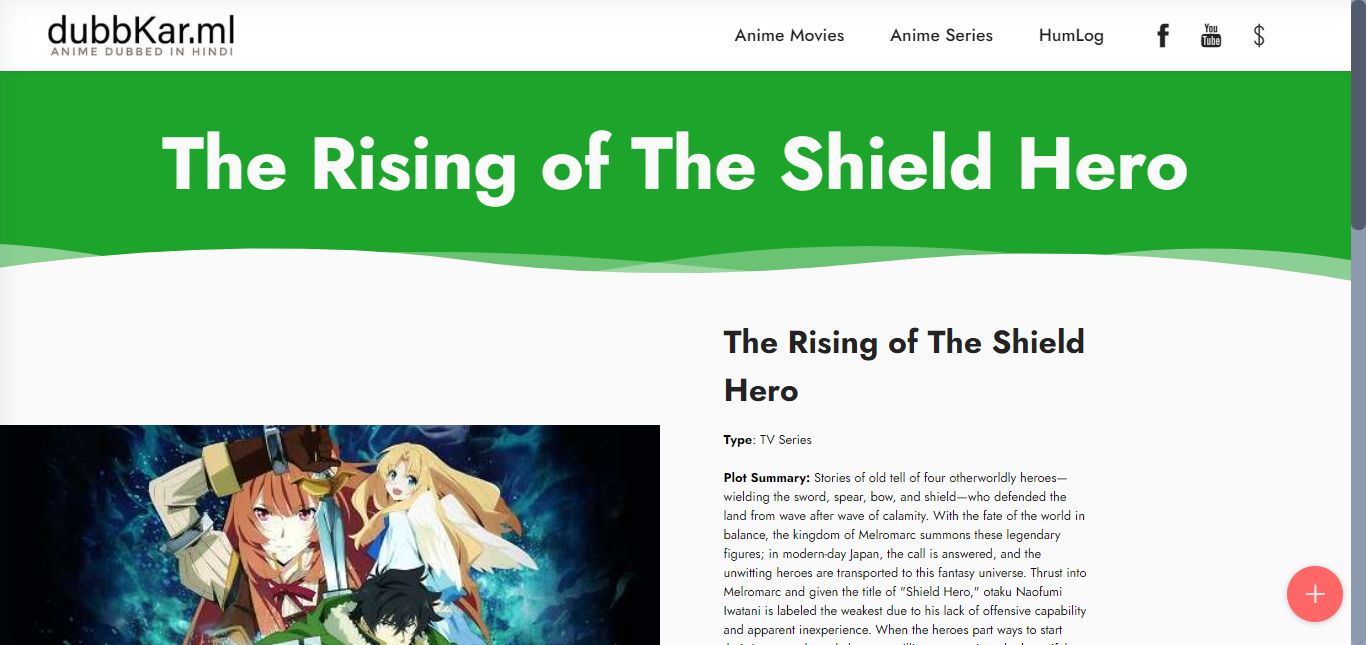 dubbKar.ml
ANIME DUBBED IN HINDI
Anime Movies
Anime Series
HumLog
You
Tube
$
The Rising of The Shield Hero
The Rising of The Shield
Hero
Type: TV Series
Plot Summary: Stories of old tell of four otherworldly heroes—
wielding the sword, spear, bow, and shield—who defended the
land from wave after wave of calamity. With the fate of the world in
balance, the kingdom of Melromarc summons these legendary
figures; in modern-day Japan, the call is answered, and the
unwitting heroes are transported to this fantasy universe. Thrust into
Melromarc and given the title of "Shield Hero," otaku Naofumi
Iwatani is labeled the weakest due to his lack of offensive capability
and apparent inexperience. When the heroes part ways to start